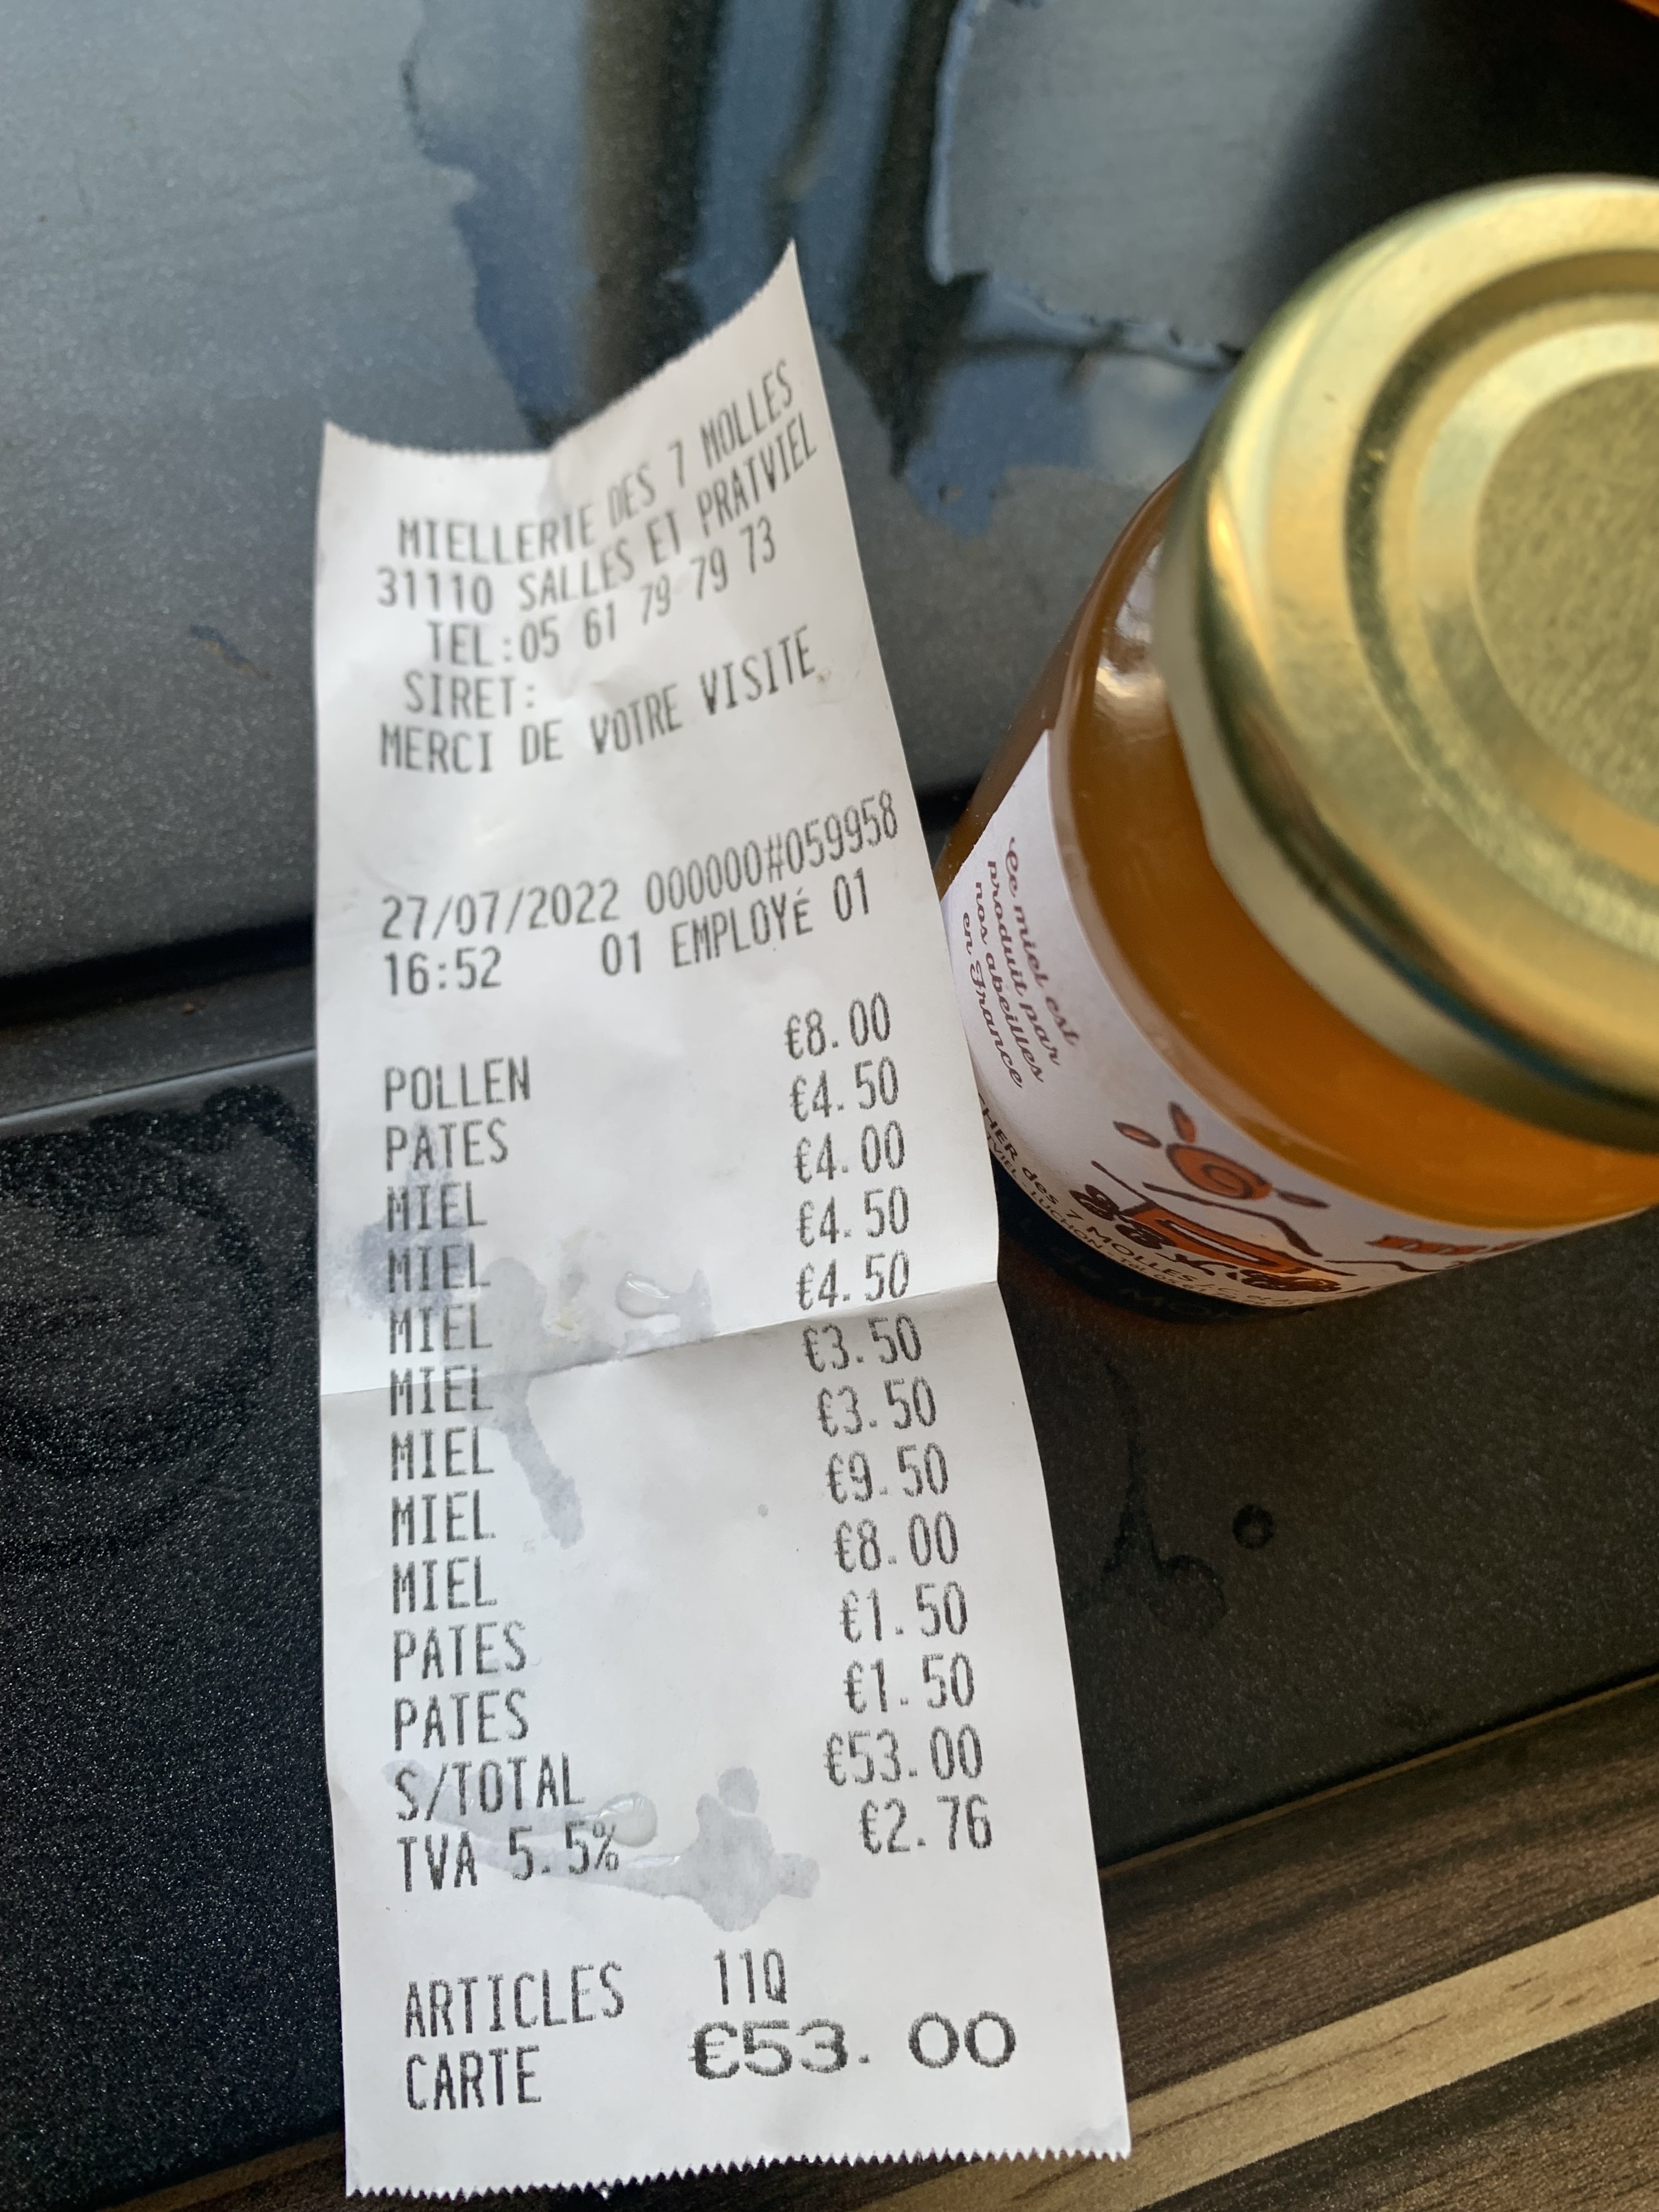 MIELLERIE DES 7 MOLLES
31110 SALLES ET PRATVIEL
TEL:05 61 79 79 73
SIRET:
MERCI DE VOTRE VISITE
27/07/2022 000000#059958
16:52 01 EMPLOYÉ 01
POLLEN €8.00
PATES €4.50
MIEL €4.00
MIEL €4.50
MIEL €4.50
MIEL €3.50
MIEL €3.50
MIEL €9.50
MIEL €8.00
PATES €1.50
PATES €1.50
S/TOTAL €53.00
TVA 5.5% €2.76
ARTICLES 11Q
CARTE €53.00
Ce miel est
produit par
nos abeilles
en France
des 7 MOLLES
LUCHON